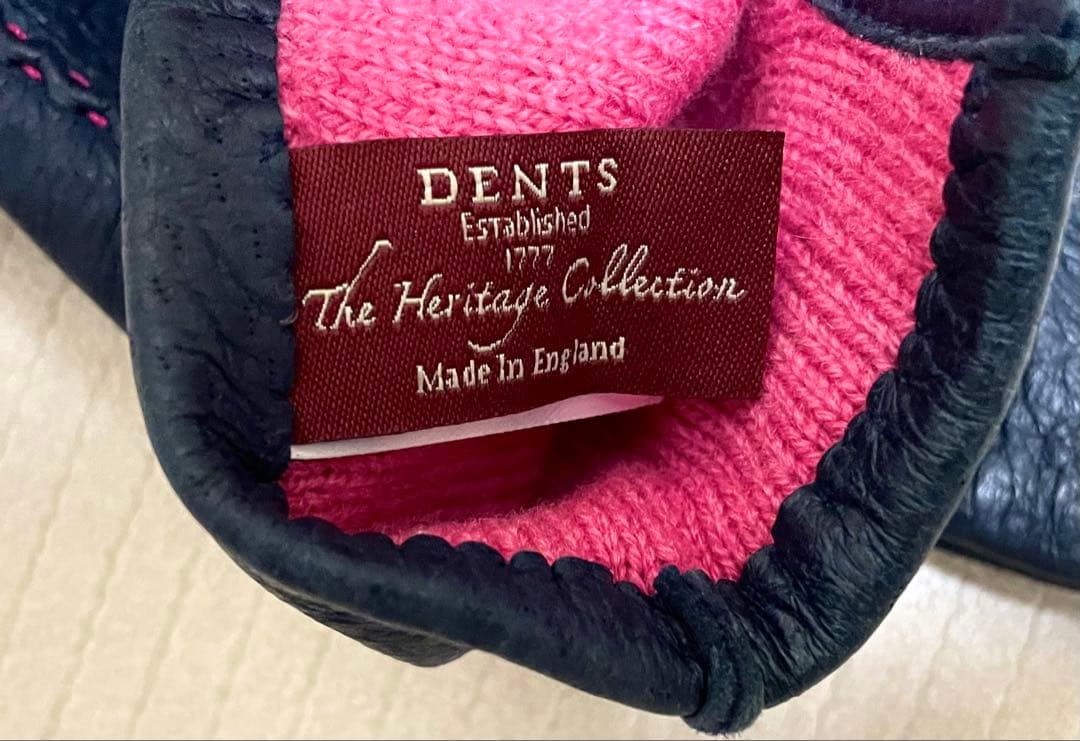 DENTS
Established
1777
The Heritage Collection
Made In England